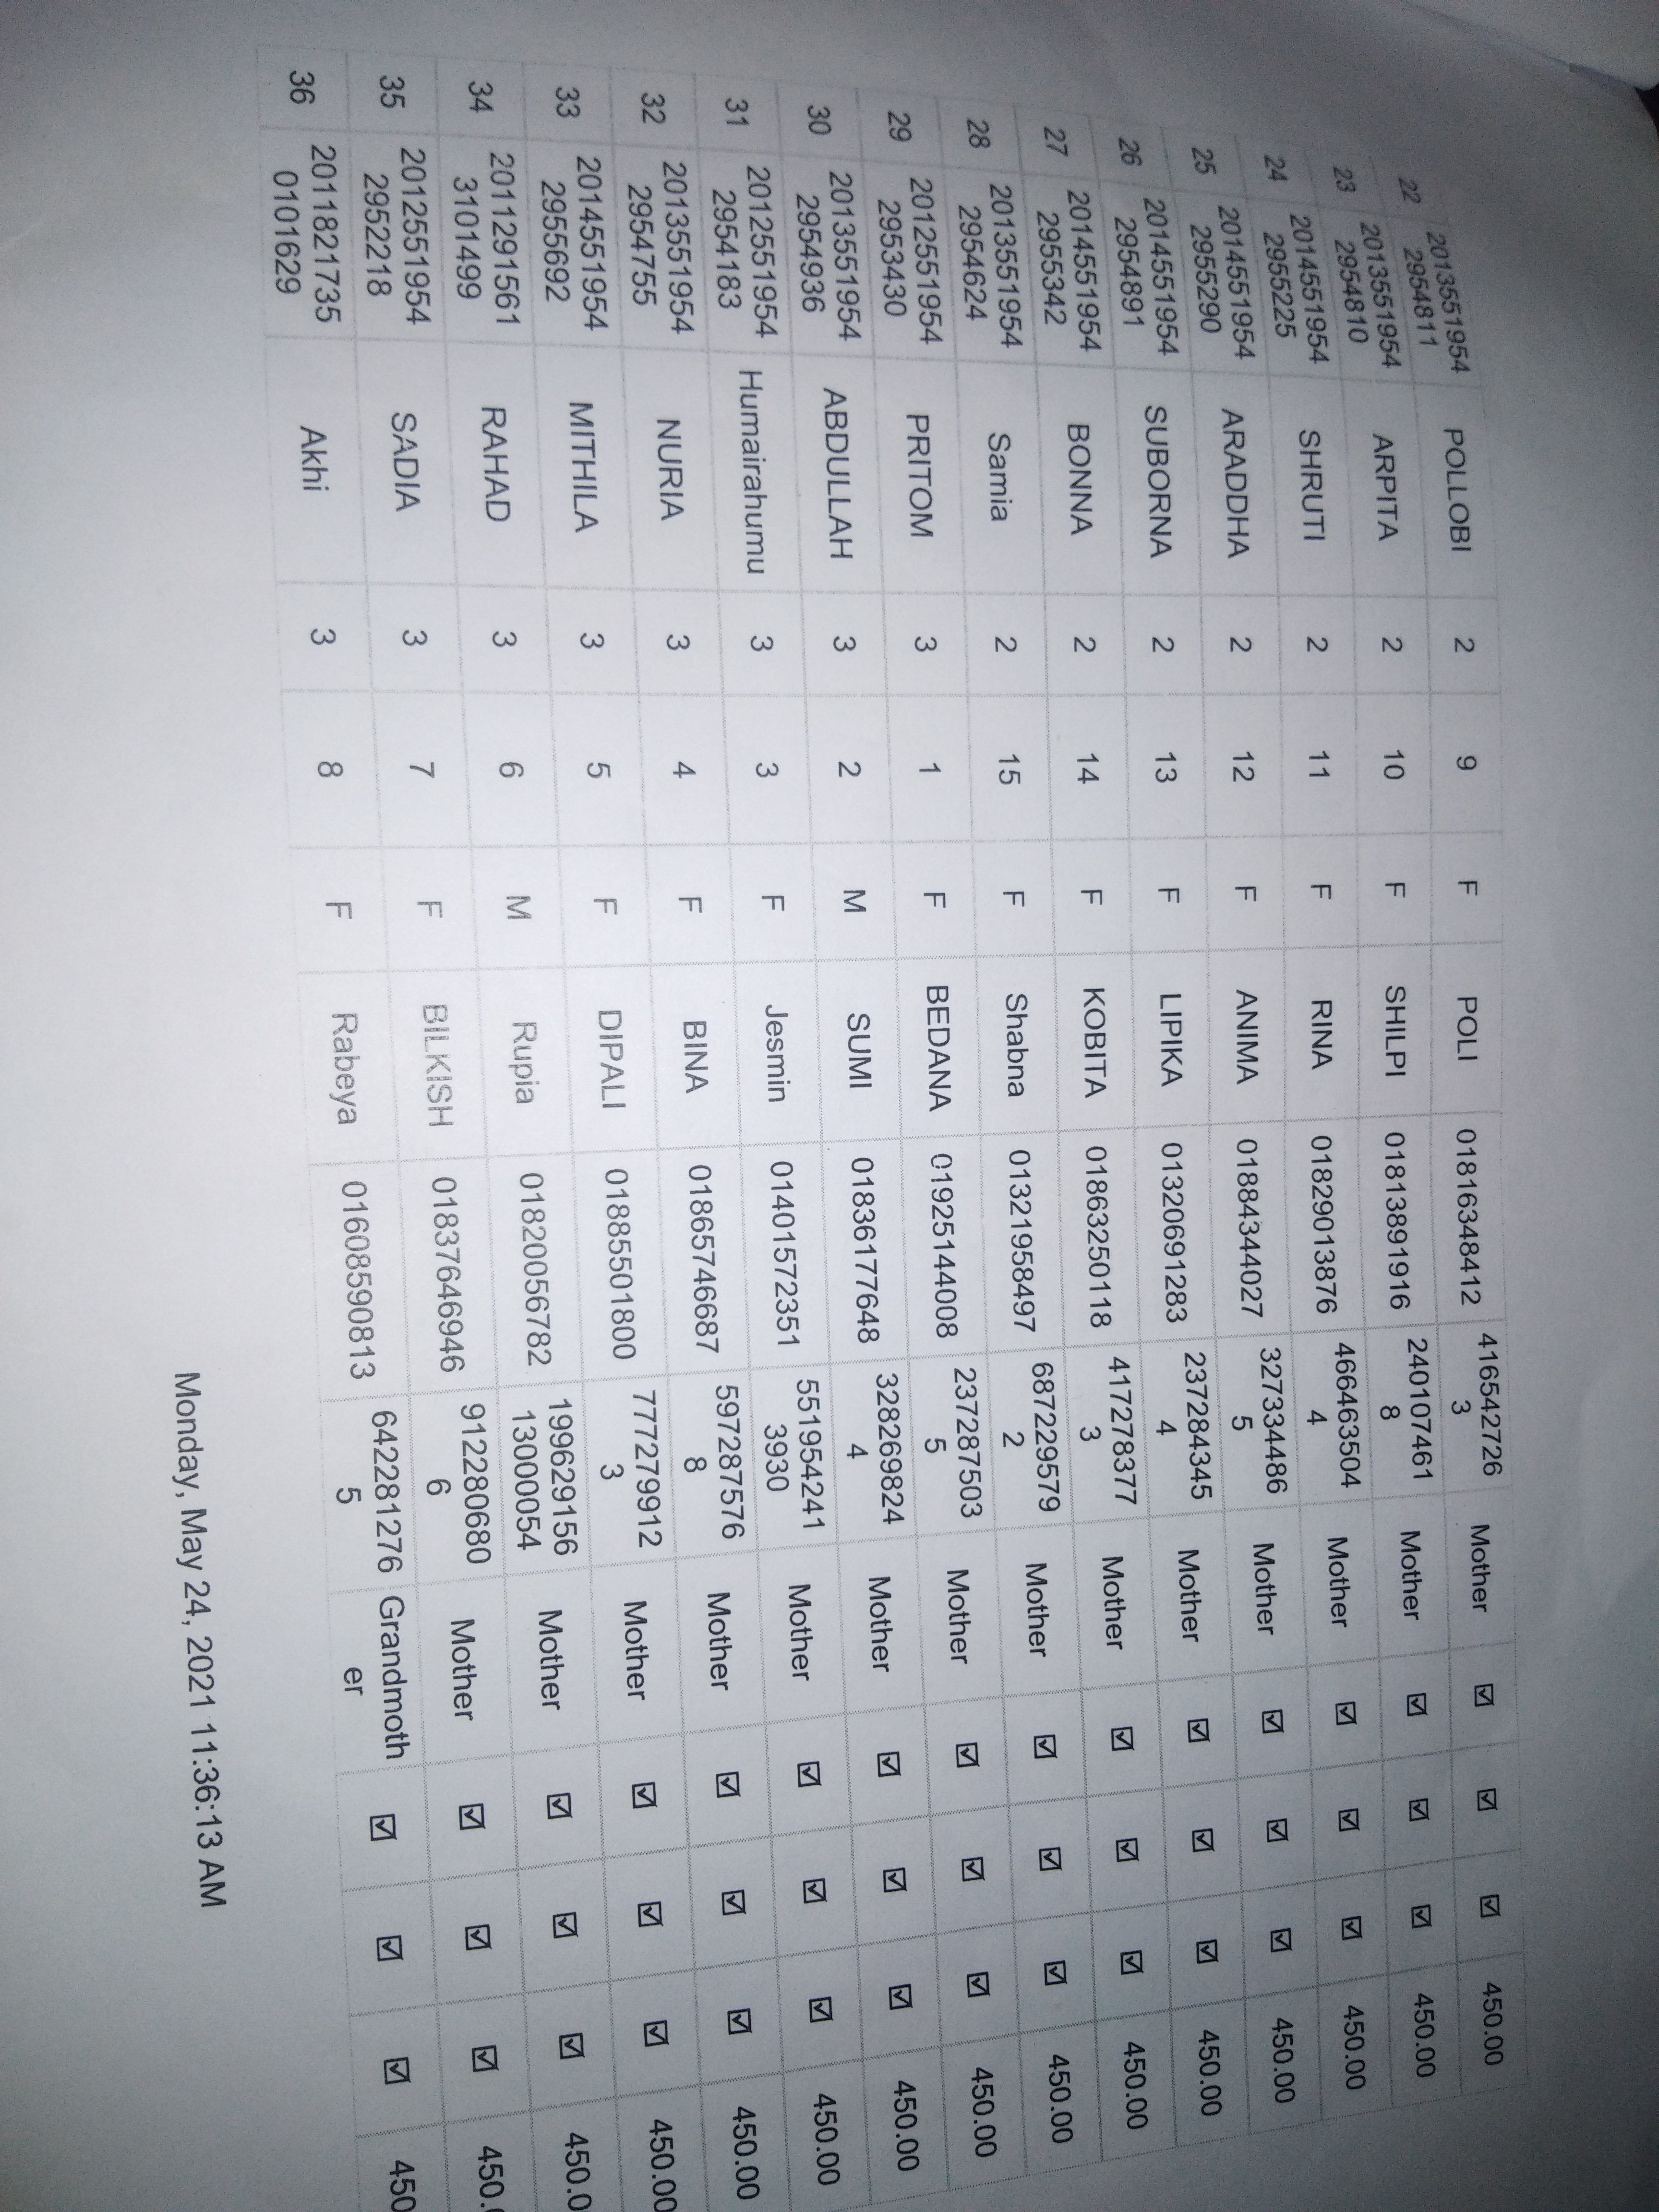 22 20135519542954811 POLLOBI 2 9 F POLI 01816348412 4165427263 Mother ☑ ☑ ☑ 450.00
23 20135519542954810 ARPITA 2 10 F SHILPI 01813891916 2401074618 Mother ☑ ☑ ☑ 450.00
24 20145519542955225 SHRUTI 2 11 F RINA 01829013876 4664635044 Mother ☑ ☑ ☑ 450.00
25 20145519542955290 ARADDHA 2 12 F ANIMA 01884344027 3273344865 Mother ☑ ☑ ☑ 450.00
26 20145519542954891 SUBORNA 2 13 F LIPIKA 01320691283 2372843454 Mother ☑ ☑ ☑ 450.00
27 20145519542955342 BONNA 2 14 F KOBITA 01863250118 4172783773 Mother ☑ ☑ ☑ 450.00
28 20135519542954624 Samia 2 15 F Shabna 01321958497 6872295792 Mother ☑ ☑ ☑ 450.00
29 20125519542953430 PRITOM 3 1 F BEDANA 01925144008 2372875035 Mother ☑ ☑ ☑ 450.00
30 20135519542954936 ABDULLAH 3 2 M SUMI 01836177648 3282698244 Mother ☑ ☑ ☑ 450.00
31 20125519542954183 Humairahumu 3 3 F Jesmin 01401572351 5519542413930 Mother ☑ ☑ ☑ 450.00
32 20135519542954755 NURIA 3 4 F BINA 01865746687 5972875768 Mother ☑ ☑ ☑ 450.00
33 20145519542955692 MITHILA 3 5 F DIPALI 01885501800 7772799123 Mother ☑ ☑ ☑ 450.00
34 20112915613101499 RAHAD 3 6 M Rupia 01820056782 19962915613000054 Mother ☑ ☑ ☑ 450.0
35 20125519542952218 SADIA 3 7 F BILKISH 01837646946 9122806806 Mother ☑ ☑ ☑ 450.
36 20118217350101629 Akhi 3 8 F Rabeya 01608590813 6422812765 Grandmother ☑ ☑ ☑ 450
Monday, May 24, 2021 11:36:13 AM